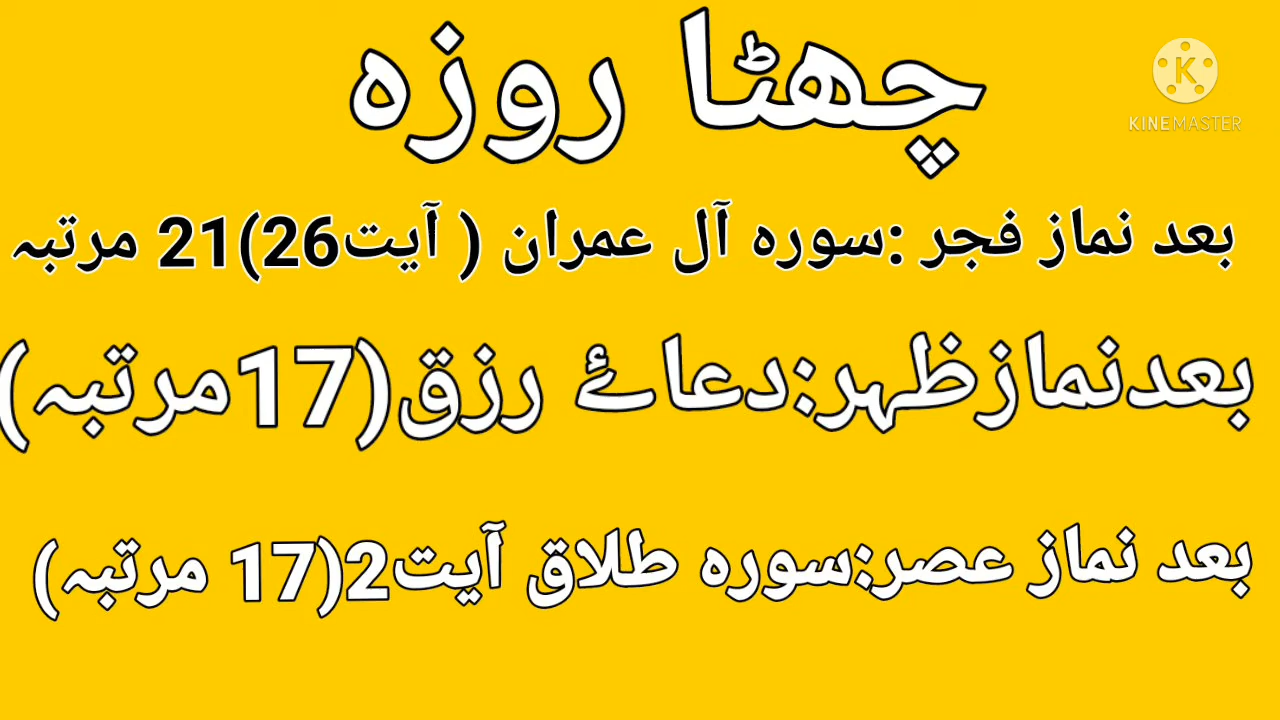 چھٹا روزہ
K
KINEMASTER
بعد نماز فجر :سورہ آل عمران ( آیت26)21 مرتبہ
بعدنمازظہر:دعائے رزق(17مرتبہ)
بعد نماز عصر:سورہ طلاق آیت2(17 مرتبہ)